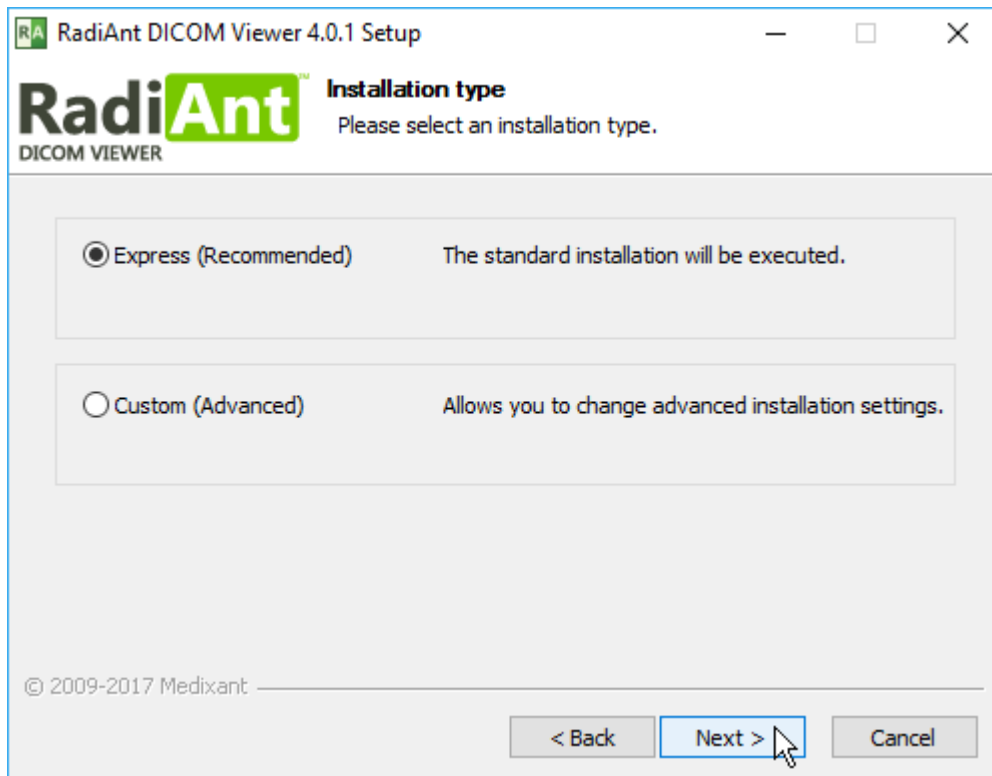 RA RadiAnt DICOM Viewer 4.0.1 Setup
RadiAnt™
DICOM VIEWER
Installation type
Please select an installation type.
Express (Recommended) The standard installation will be executed.
Custom (Advanced) Allows you to change advanced installation settings.
© 2009-2017 Medixant
< Back Next > Cancel